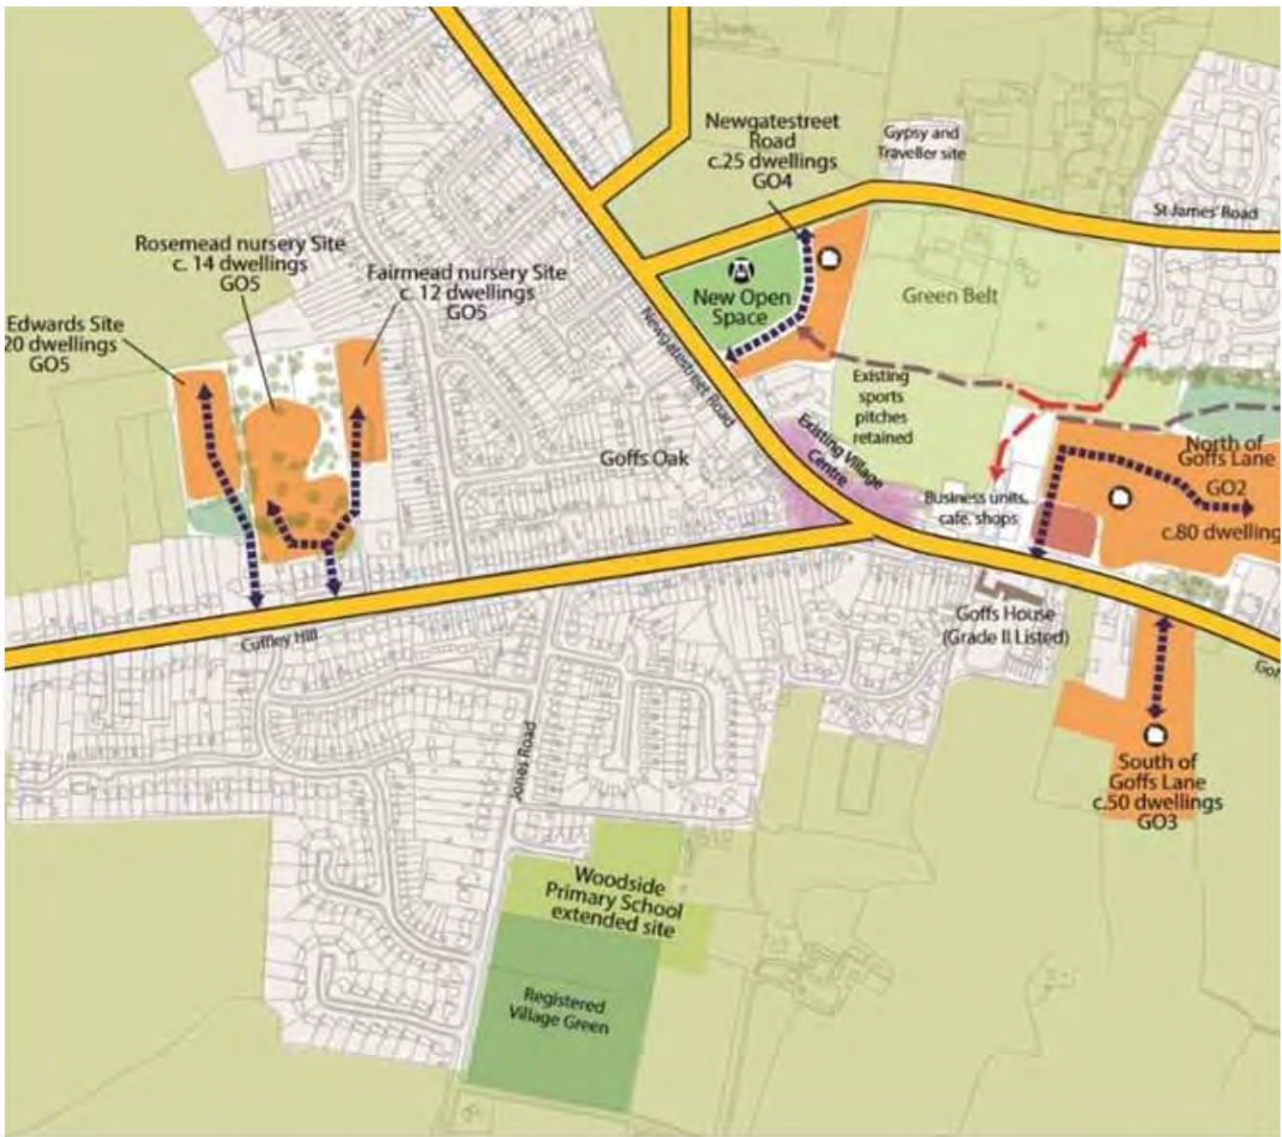 Newgatestreet
Road
c.25 dwellings
GO4
Gypsy and
Traveller site
St James' Road
Rosemead nursery Site
c. 14 dwellings
GO5
Fairmead nursery Site
c. 12 dwellings
GO5
Edwards Site
20 dwellings
GO5
New Open
Space
Green Belt
Newgatestreet Road
Existing
sports
pitches
retained
Existing Village
Centre
Goffs Oak
North of
Goffs Lane
GO2
c.80 dwelling
Business units,
cafe, shops
Goffs House
(Grade II Listed)
Cuffley Hill
Gof
Jones Road
South of
Goffs Lane
c.50 dwellings
GO3
Woodside
Primary School
extended site
Registered
Village Green